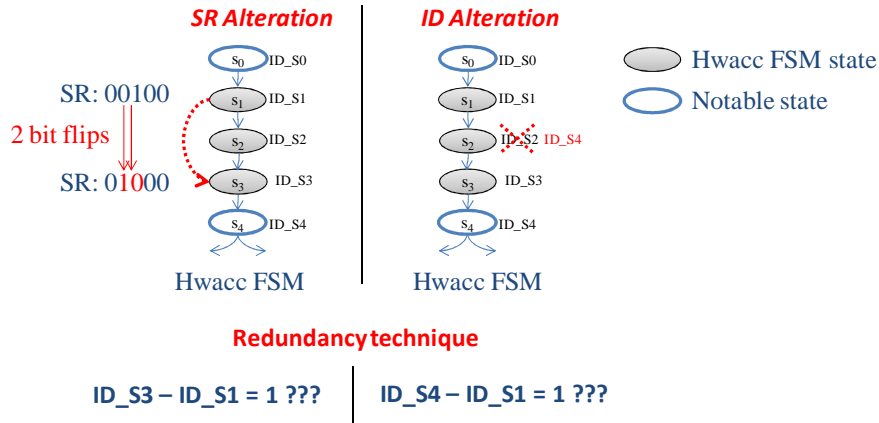 SR Alteration
s0 ID_S0
s1 ID_S1
s2 ID_S2
s3 ID_S3
s4 ID_S4
Hwacc FSM
SR: 00100
2 bit flips
SR: 01000
ID Alteration
s0 ID_S0
s1 ID_S1
s2 ID_S2 ID_S4
s3 ID_S3
s4 ID_S4
Hwacc FSM
Hwacc FSM state
Notable state
Redundancy technique
ID_S3 – ID_S1 = 1 ???
ID_S4 – ID_S1 = 1 ???